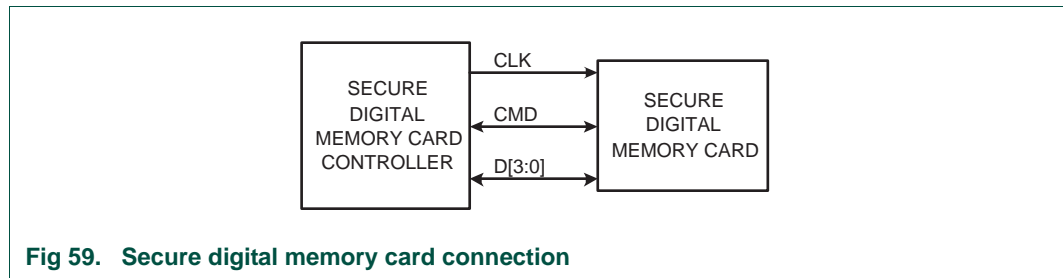 SECURE
DIGITAL
MEMORY CARD
CONTROLLER
CLK
CMD
D[3:0]
SECURE
DIGITAL
MEMORY CARD
Fig 59. Secure digital memory card connection